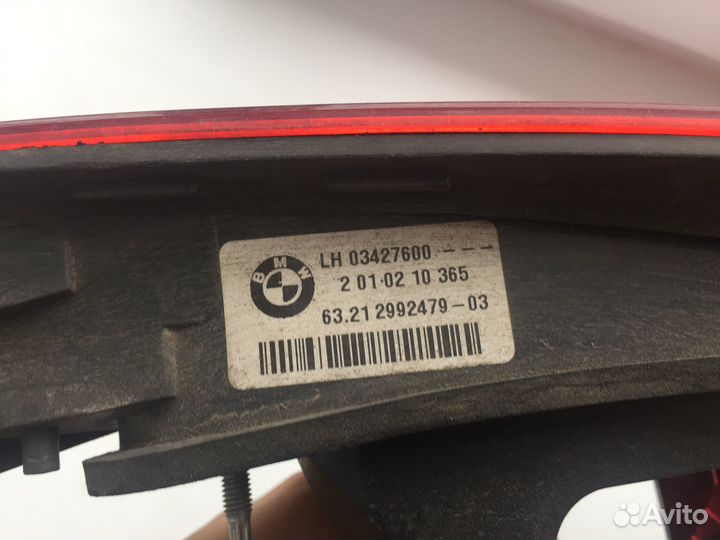 BMW
LH 03427600 ---
2 01·02 10 365
63.21 2992479-03
Avito